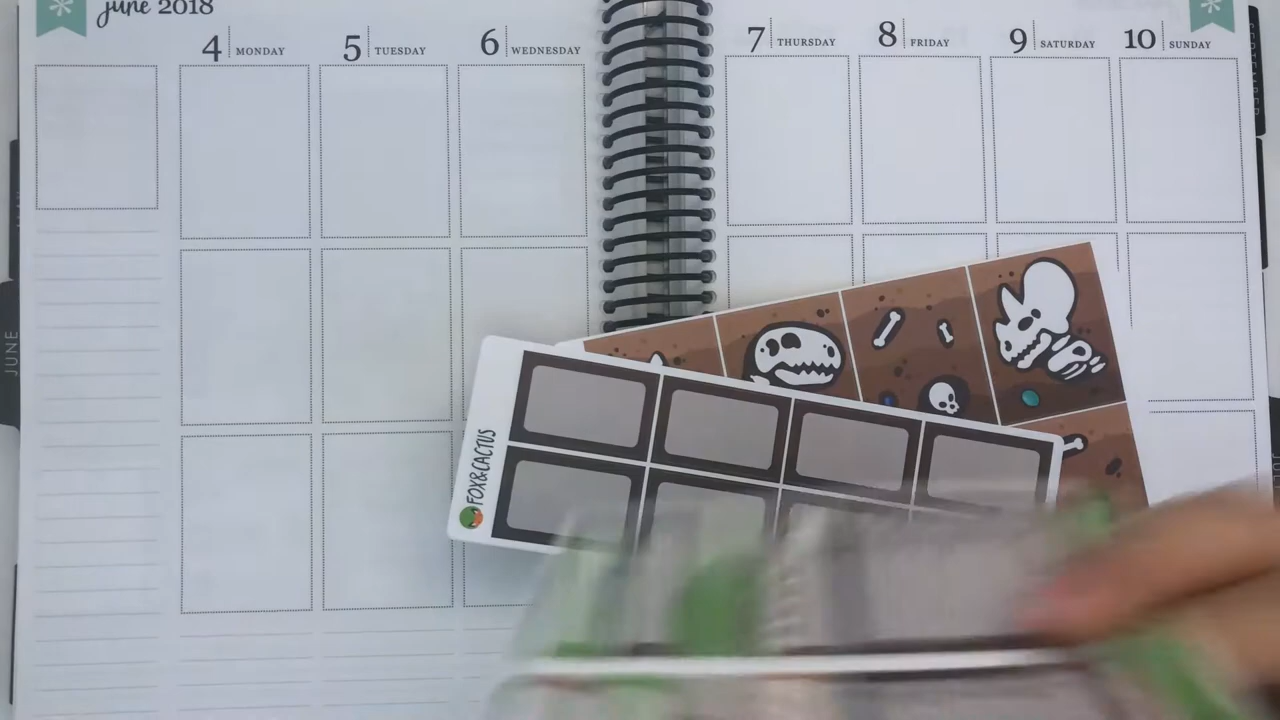 june 2018
4 MONDAY
5 TUESDAY
6 WEDNESDAY
7 THURSDAY
8 FRIDAY
9 SATURDAY
10 SUNDAY
SEPTEMBER
JUNE
FOX&CACTUS